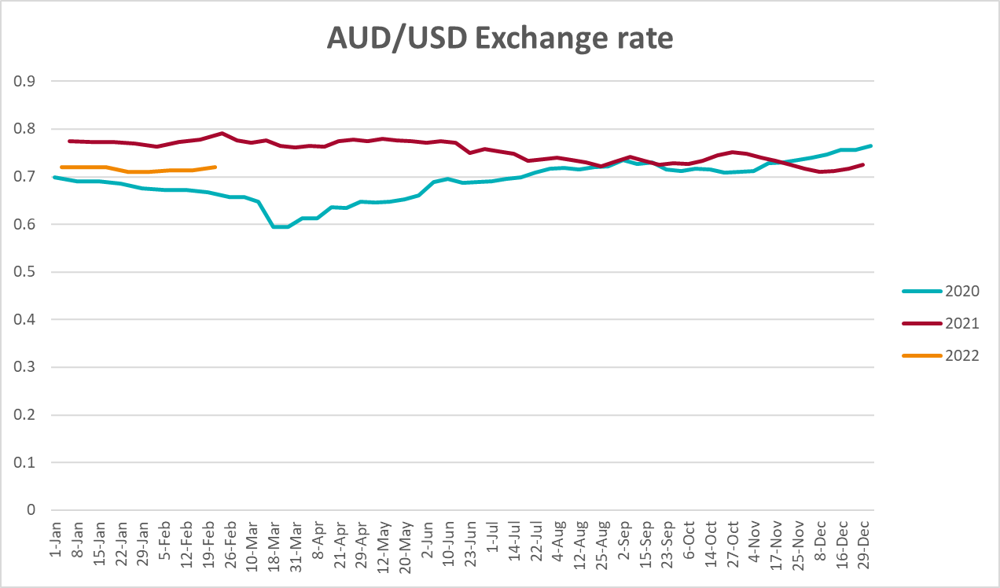 AUD/USD Exchange rate
0.9
0.8
0.7
0.6
0.5
0.4
0.3
0.2
0.1
0
1-Jan
8-Jan
15-Jan
22-Jan
29-Jan
5-Feb
12-Feb
19-Feb
26-Feb
10-Mar
18-Mar
31-Mar
8-Apr
21-Apr
29-Apr
12-May
20-May
2-Jun
10-Jun
23-Jun
1-Jul
14-Jul
22-Jul
4-Aug
12-Aug
25-Aug
2-Sep
15-Sep
23-Sep
6-Oct
14-Oct
27-Oct
4-Nov
17-Nov
25-Nov
8-Dec
16-Dec
29-Dec
2020
2021
2022